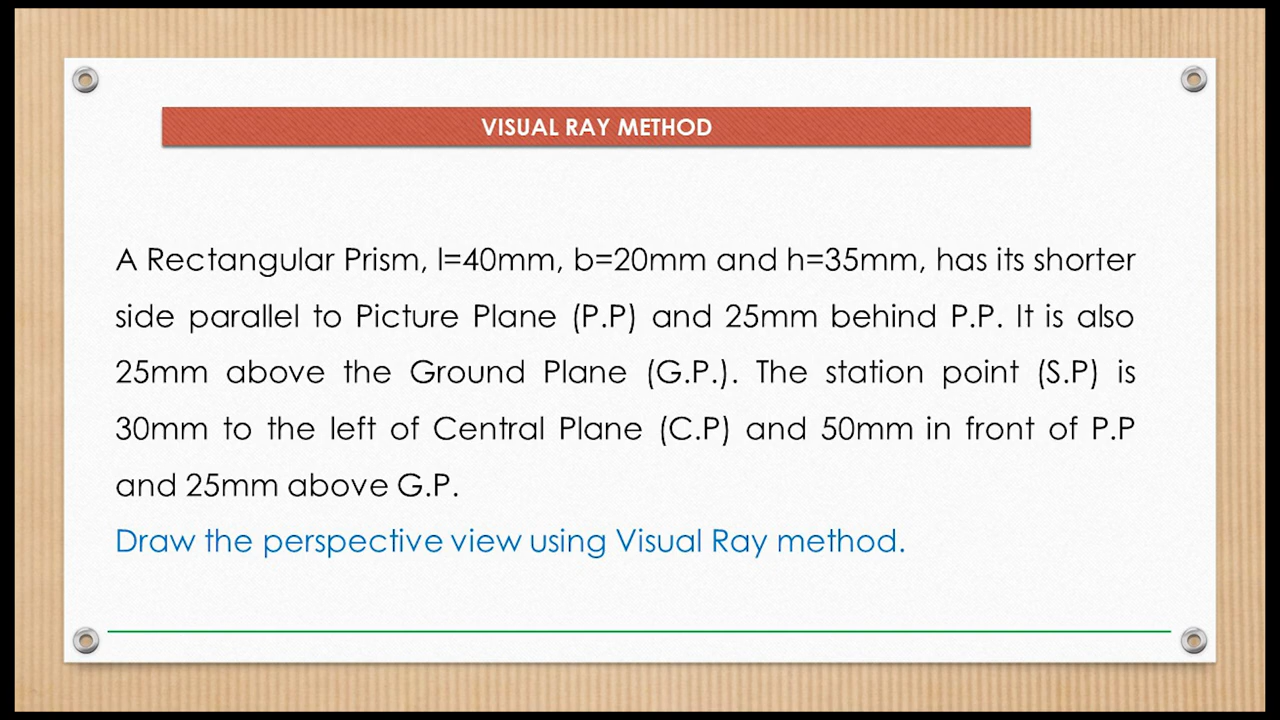 VISUAL RAY METHOD
A Rectangular Prism, l=40mm, b=20mm and h=35mm, has its shorter
side parallel to Picture Plane (P.P) and 25mm behind P.P. It is also
25mm above the Ground Plane (G.P.). The station point (S.P) is
30mm to the left of Central Plane (C.P) and 50mm in front of P.P
and 25mm above G.P.
Draw the perspective view using Visual Ray method.